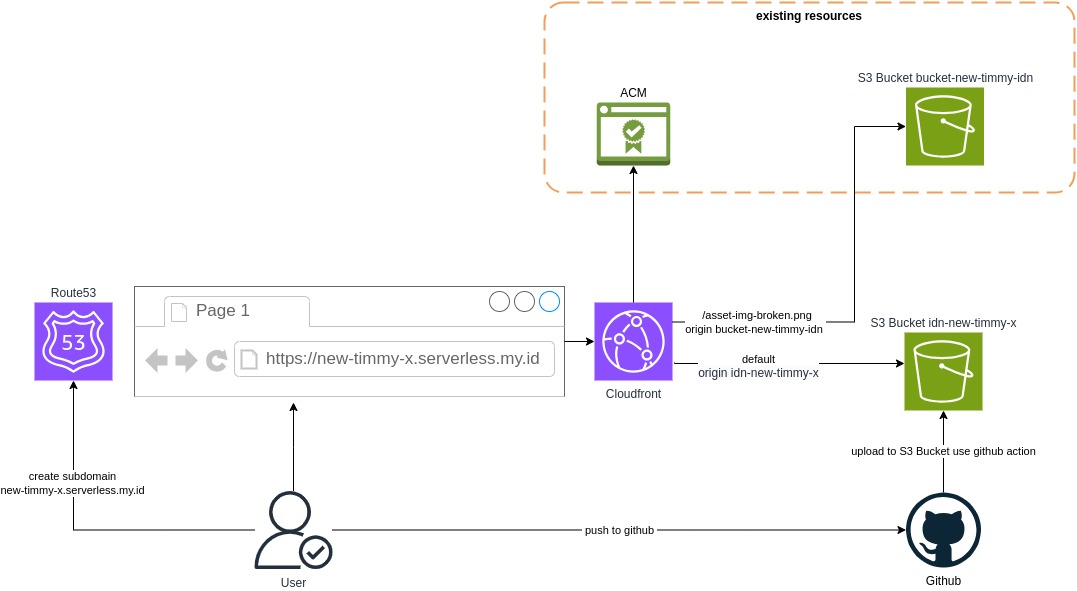 existing resources
S3 Bucket bucket-new-timmy-idn
ACM
Route53
53
Page 1
https://new-timmy-x.serverless.my.id
/asset-img-broken.png
origin bucket-new-timmy-idn
S3 Bucket idn-new-timmy-x
default
origin idn-new-timmy-x
Cloudfront
upload to S3 Bucket use github action
create subdomain
new-timmy-x.serverless.my.id
push to github
User
Github